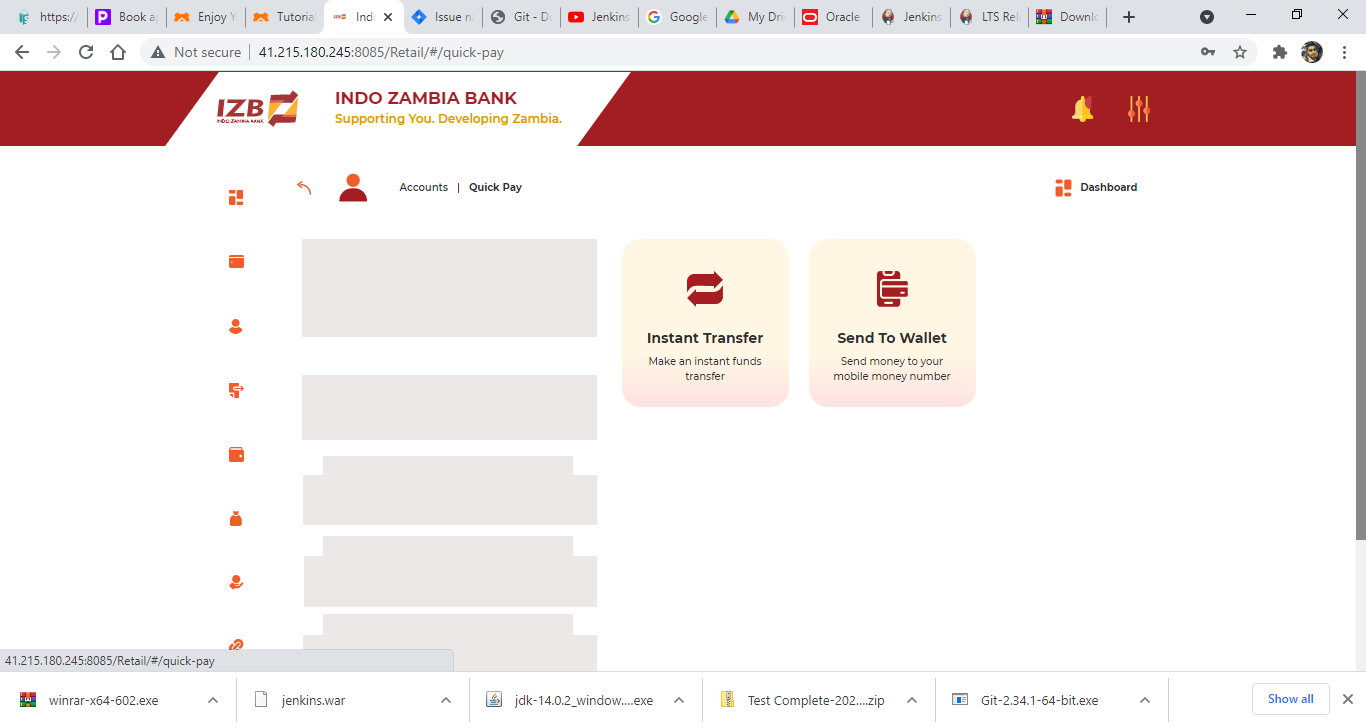 https:/
Book a
Enjoy Y
Tutoria
Ind
Issue n
Git - D
Jenkins
Google
My Dri
Oracle
Jenkins
LTS Rel
Downl
Not secure
41.215.180.245:8085/Retail/#/quick-pay
IZB
INDO ZAMBIA BANK
INDO ZAMBIA BANK
Supporting You. Developing Zambia.
Accounts | Quick Pay
Dashboard
Instant Transfer
Make an instant funds
transfer
Send To Wallet
Send money to your
mobile money number
41.215.180.245:8085/Retail/#/quick-pay
winrar-x64-602.exe
jenkins.war
jdk-14.0.2_window....exe
Test Complete-202....zip
Git-2.34.1-64-bit.exe
Show all